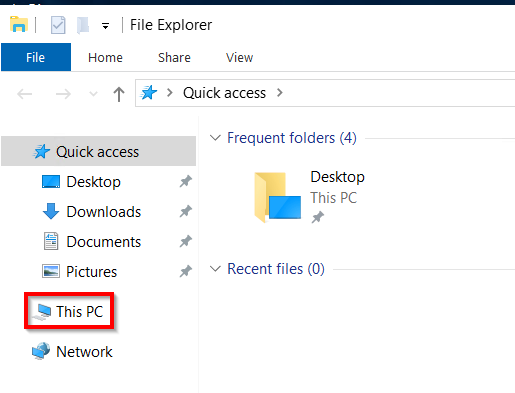 File Explorer
File Home Share View
Quick access
Quick access
Desktop
Downloads
Documents
Pictures
This PC
Network
Frequent folders (4)
Desktop
This PC
Recent files (0)